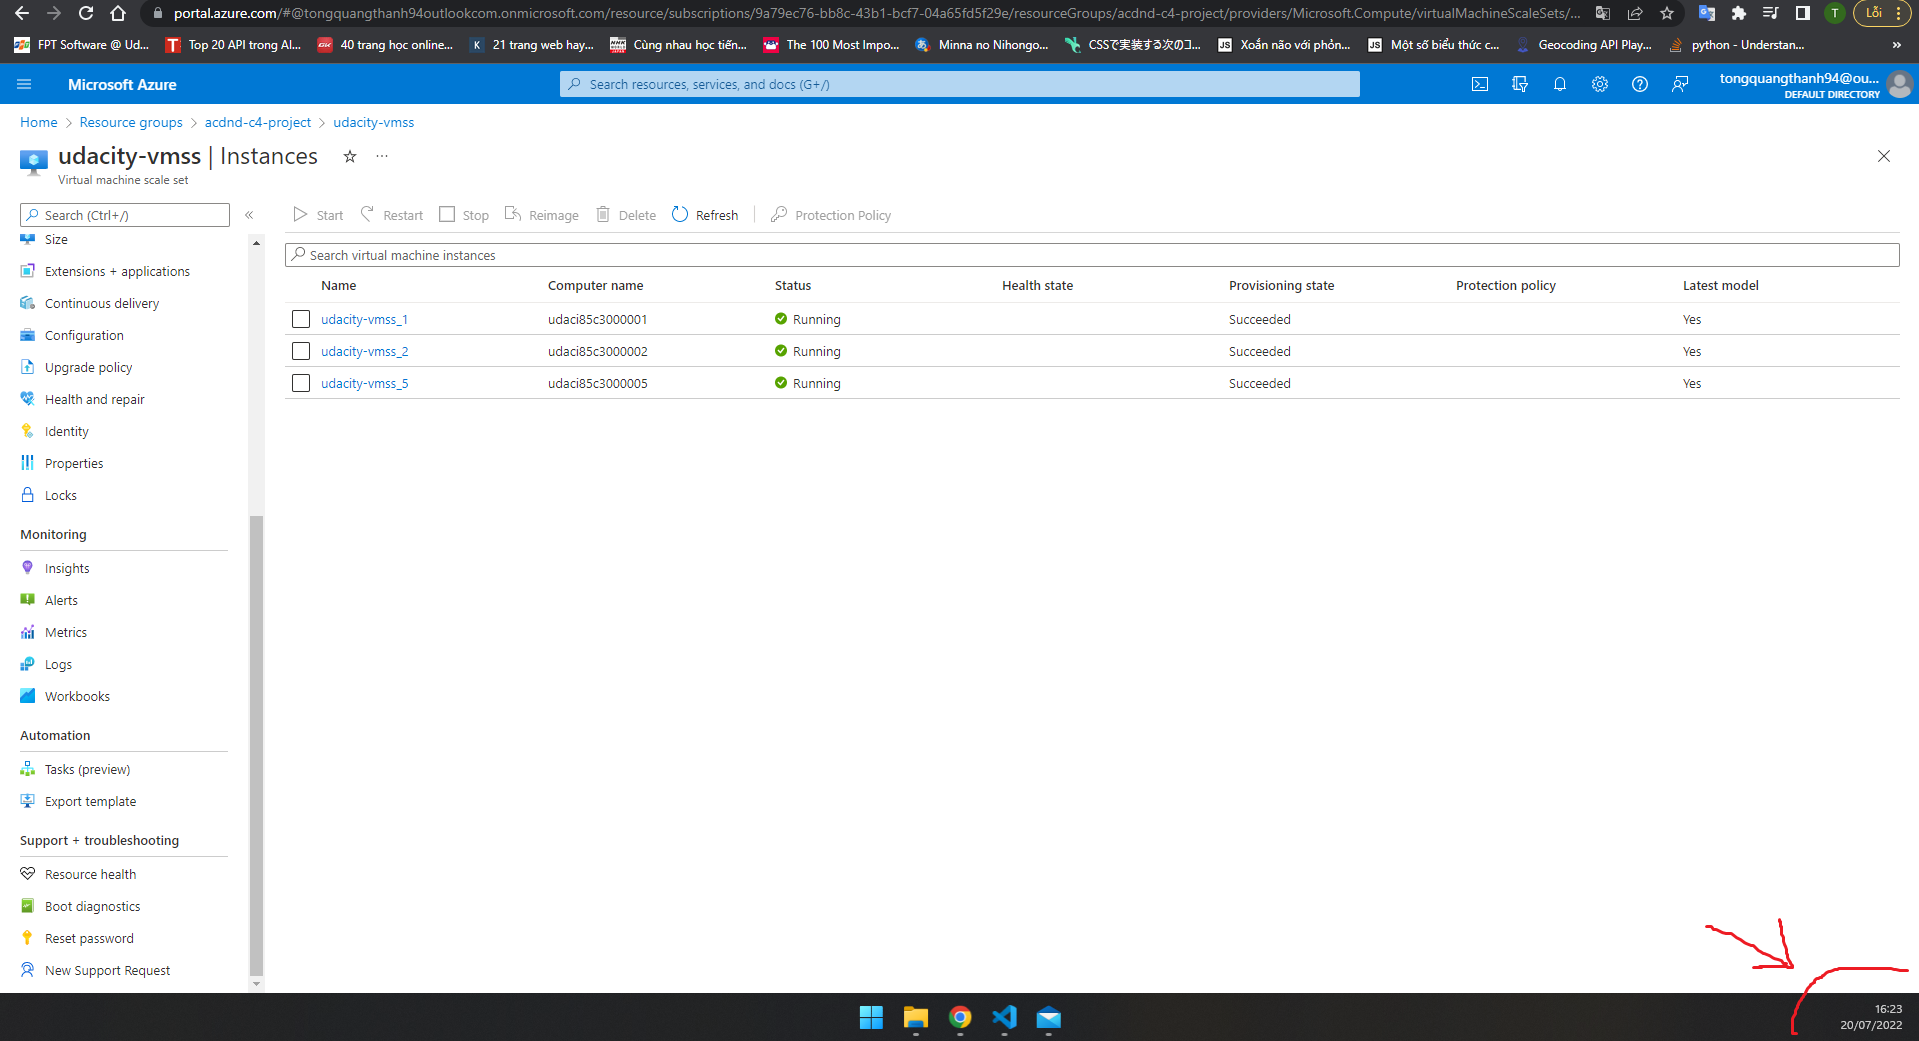 portal.azure.com/#@tongquangthanh94outlookcom.onmicrosoft.com/resource/subscriptions/9a79ec76-bb8c-43b1-bcf7-04a65fd5f29e/resourceGroups/acdnd-c4-project/providers/Microsoft.Compute/virtualMachineScaleSets/...
T
Lỗi
FPT Software @ Ud...
Top 20 API trong AI...
40 trang học online...
21 trang web hay...
Cùng nhau học tiến...
The 100 Most Impo...
Minna no Nihongo...
CSSで実装する次のコ...
Xoắn não với phỏn...
Một số biểu thức c...
Geocoding API Play...
python - Understan...
Microsoft Azure
Search resources, services, and docs (G+/)
tongquangthanh94@ou...
DEFAULT DIRECTORY
Home > Resource groups > acdnd-c4-project > udacity-vmss
udacity-vmss | Instances
Virtual machine scale set
Search (Ctrl+/)
Size
Extensions + applications
Continuous delivery
Configuration
Upgrade policy
Health and repair
Identity
Properties
Locks
Monitoring
Insights
Alerts
Metrics
Logs
Workbooks
Automation
Tasks (preview)
Export template
Support + troubleshooting
Resource health
Boot diagnostics
Reset password
New Support Request
Start Restart Stop Reimage Delete Refresh Protection Policy
Search virtual machine instances
Name Computer name Status Health state Provisioning state Protection policy Latest model
udacity-vmss_1 udaci85c3000001 Running Succeeded Yes
udacity-vmss_2 udaci85c3000002 Running Succeeded Yes
udacity-vmss_5 udaci85c3000005 Running Succeeded Yes
16:23
20/07/2022